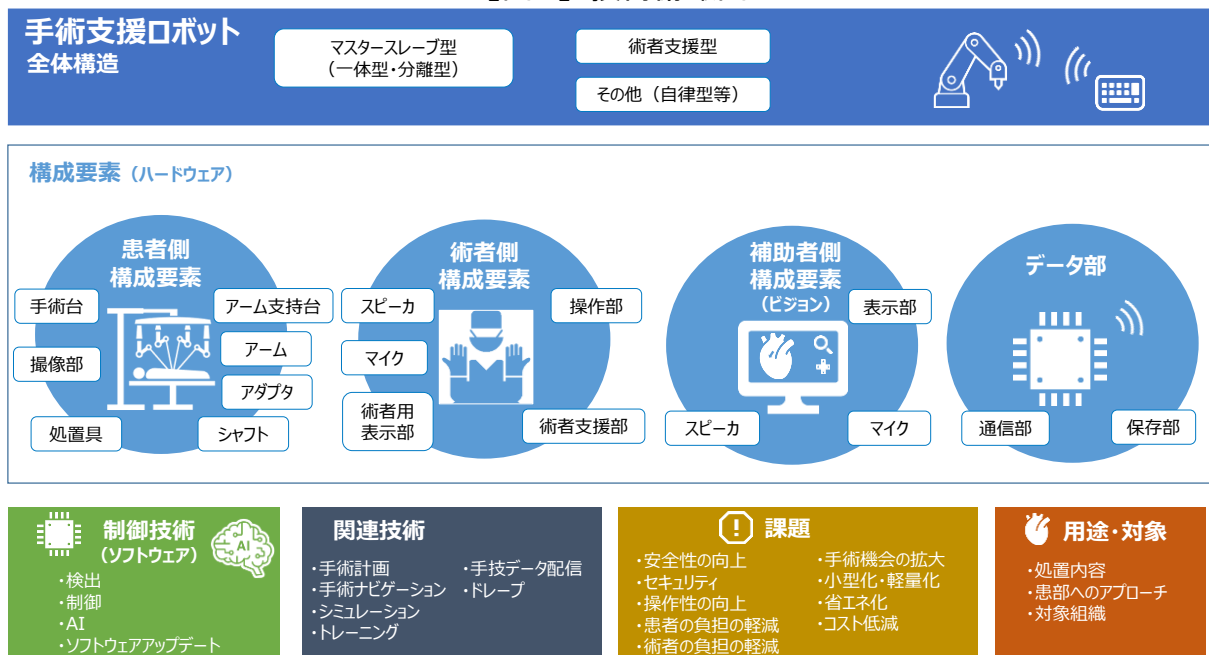 手術支援ロボット
全体構造
マスタースレーブ型
(一体型・分離型)
術者支援型
その他（自律型等）
構成要素（ハードウェア）
患者側
構成要素
手術台
アーム支持台
撮像部
アーム
アダプタ
処置具
シャフト
術者側
構成要素
スピーカ
操作部
マイク
術者用
表示部
術者支援部
補助者側
構成要素
(ビジョン)
表示部
スピーカ
マイク
データ部
通信部
保存部
制御技術
(ソフトウェア)
AI
・検出
・制御
・AI
・ソフトウェアアップデート
関連技術
・手術計画
・手術ナビゲーション
・シミュレーション
・トレーニング
・手技データ配信
・ドレープ
課題
・安全性の向上
・セキュリティ
・操作性の向上
・患者の負担の軽減
・術者の負担の軽減
・手術機会の拡大
・小型化・軽量化
・省エネ化
・コスト低減
用途・対象
・処置内容
・患部へのアプローチ
・対象組織